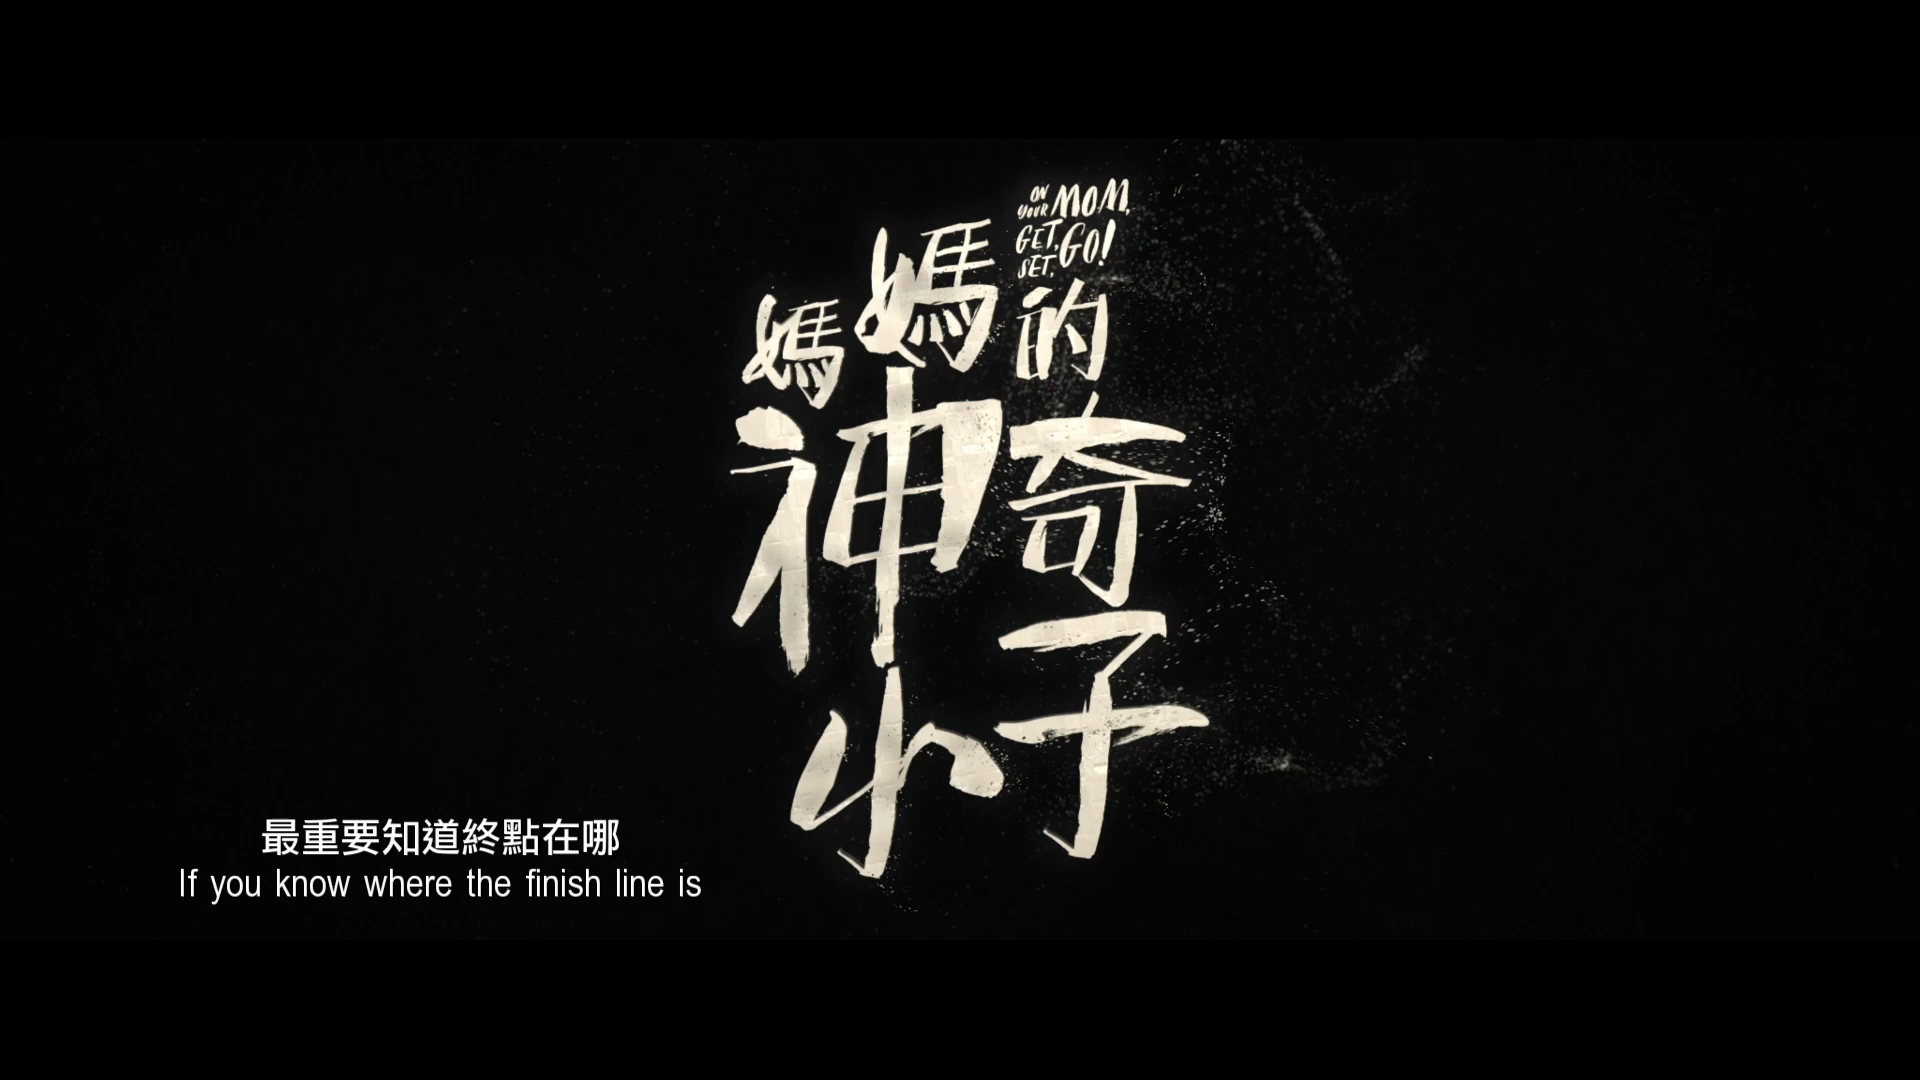 ON YOUR MOM,
GET, SET, GO!
媽媽的
神奇
小子
最重要知道終點在哪
If you know where the finish line is